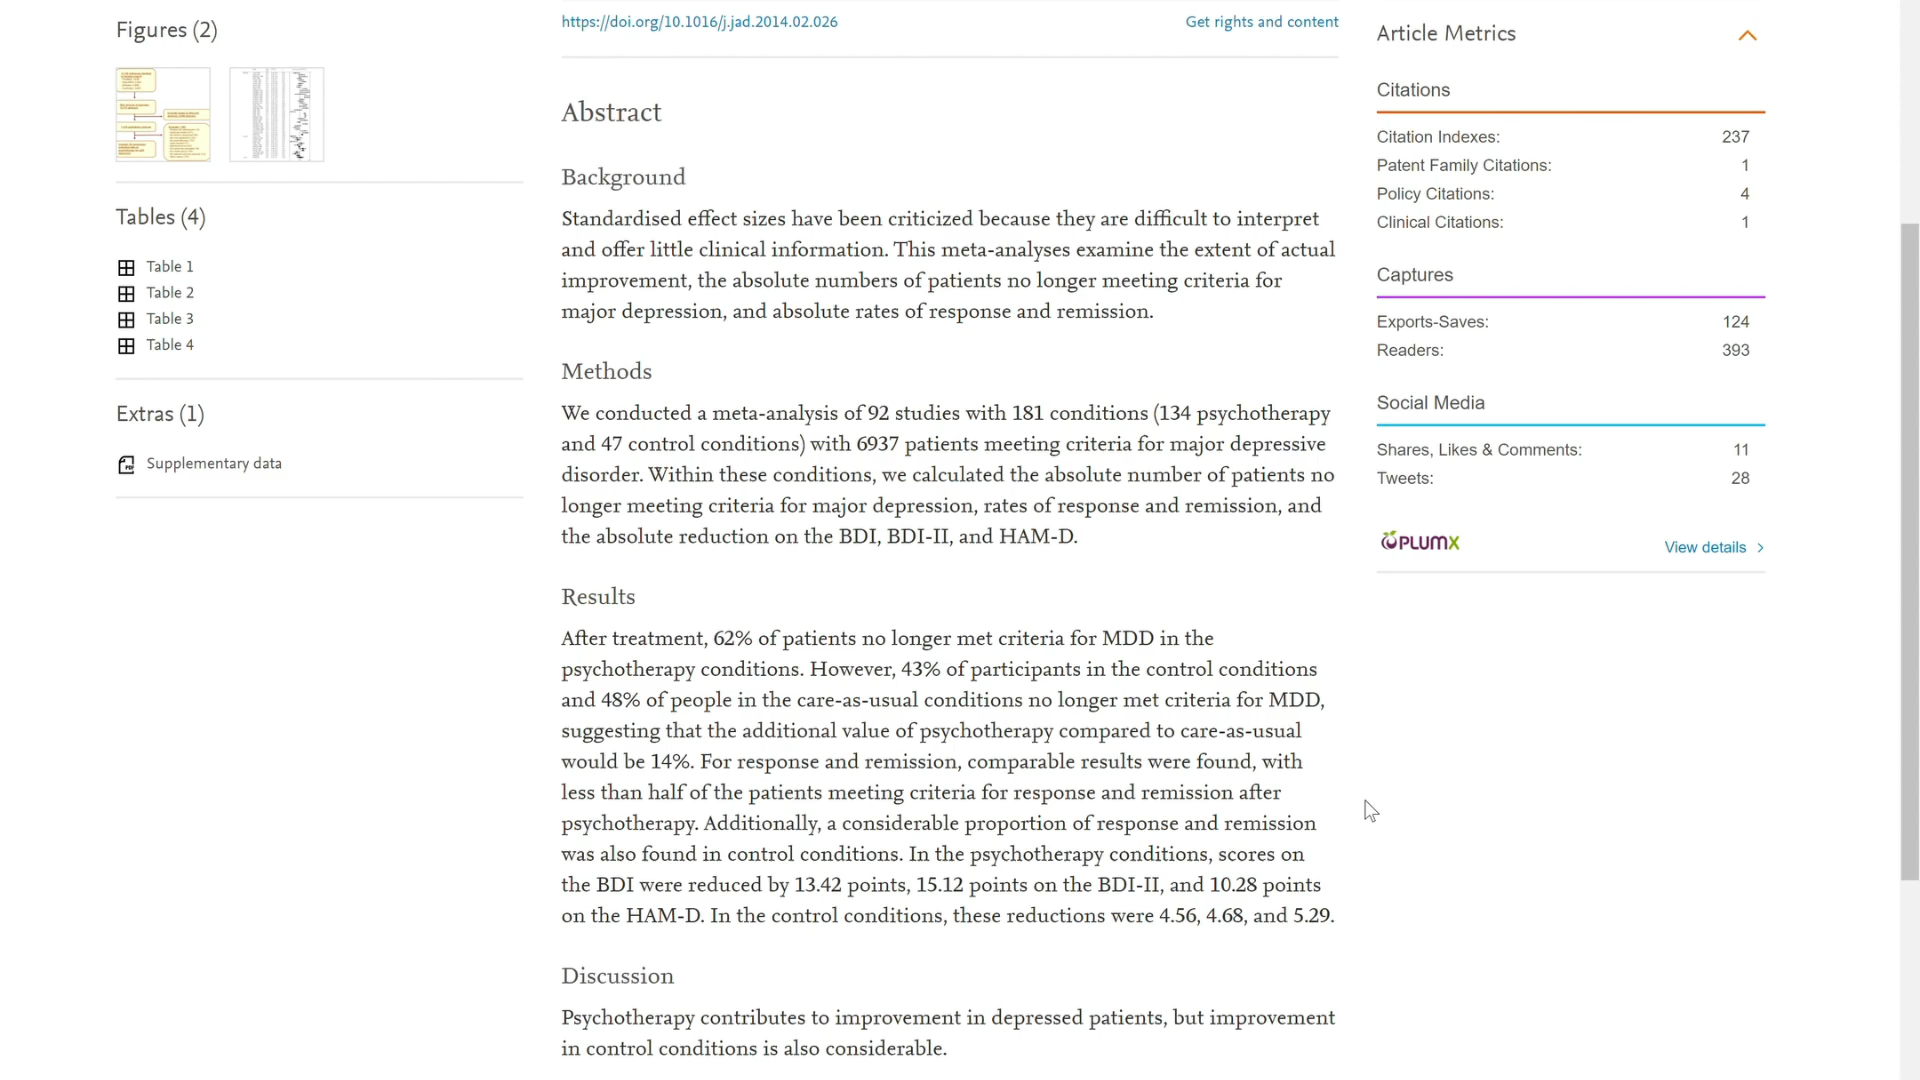 Figures (2)
Tables (4)
Table 1
Table 2
Table 3
Table 4
Extras (1)
Supplementary data
https://doi.org/10.1016/j.jad.2014.02.026
Get rights and content
Abstract
Background
Standardised effect sizes have been criticized because they are difficult to interpret
and offer little clinical information. This meta-analyses examine the extent of actual
improvement, the absolute numbers of patients no longer meeting criteria for
major depression, and absolute rates of response and remission.
Methods
We conducted a meta-analysis of 92 studies with 181 conditions (134 psychotherapy
and 47 control conditions) with 6937 patients meeting criteria for major depressive
disorder. Within these conditions, we calculated the absolute number of patients no
longer meeting criteria for major depression, rates of response and remission, and
the absolute reduction on the BDI, BDI-II, and HAM-D.
Results
After treatment, 62% of patients no longer met criteria for MDD in the
psychotherapy conditions. However, 43% of participants in the control conditions
and 48% of people in the care-as-usual conditions no longer met criteria for MDD,
suggesting that the additional value of psychotherapy compared to care-as-usual
would be 14%. For response and remission, comparable results were found, with
less than half of the patients meeting criteria for response and remission after
psychotherapy. Additionally, a considerable proportion of response and remission
was also found in control conditions. In the psychotherapy conditions, scores on
the BDI were reduced by 13.42 points, 15.12 points on the BDI-II, and 10.28 points
on the HAM-D. In the control conditions, these reductions were 4.56, 4.68, and 5.29.
Discussion
Psychotherapy contributes to improvement in depressed patients, but improvement
in control conditions is also considerable.
Article Metrics
Citations
Citation Indexes: 237
Patent Family Citations: 1
Policy Citations: 4
Clinical Citations: 1
Captures
Exports-Saves: 124
Readers: 393
Social Media
Shares, Likes & Comments: 11
Tweets: 28
PLUMX
View details